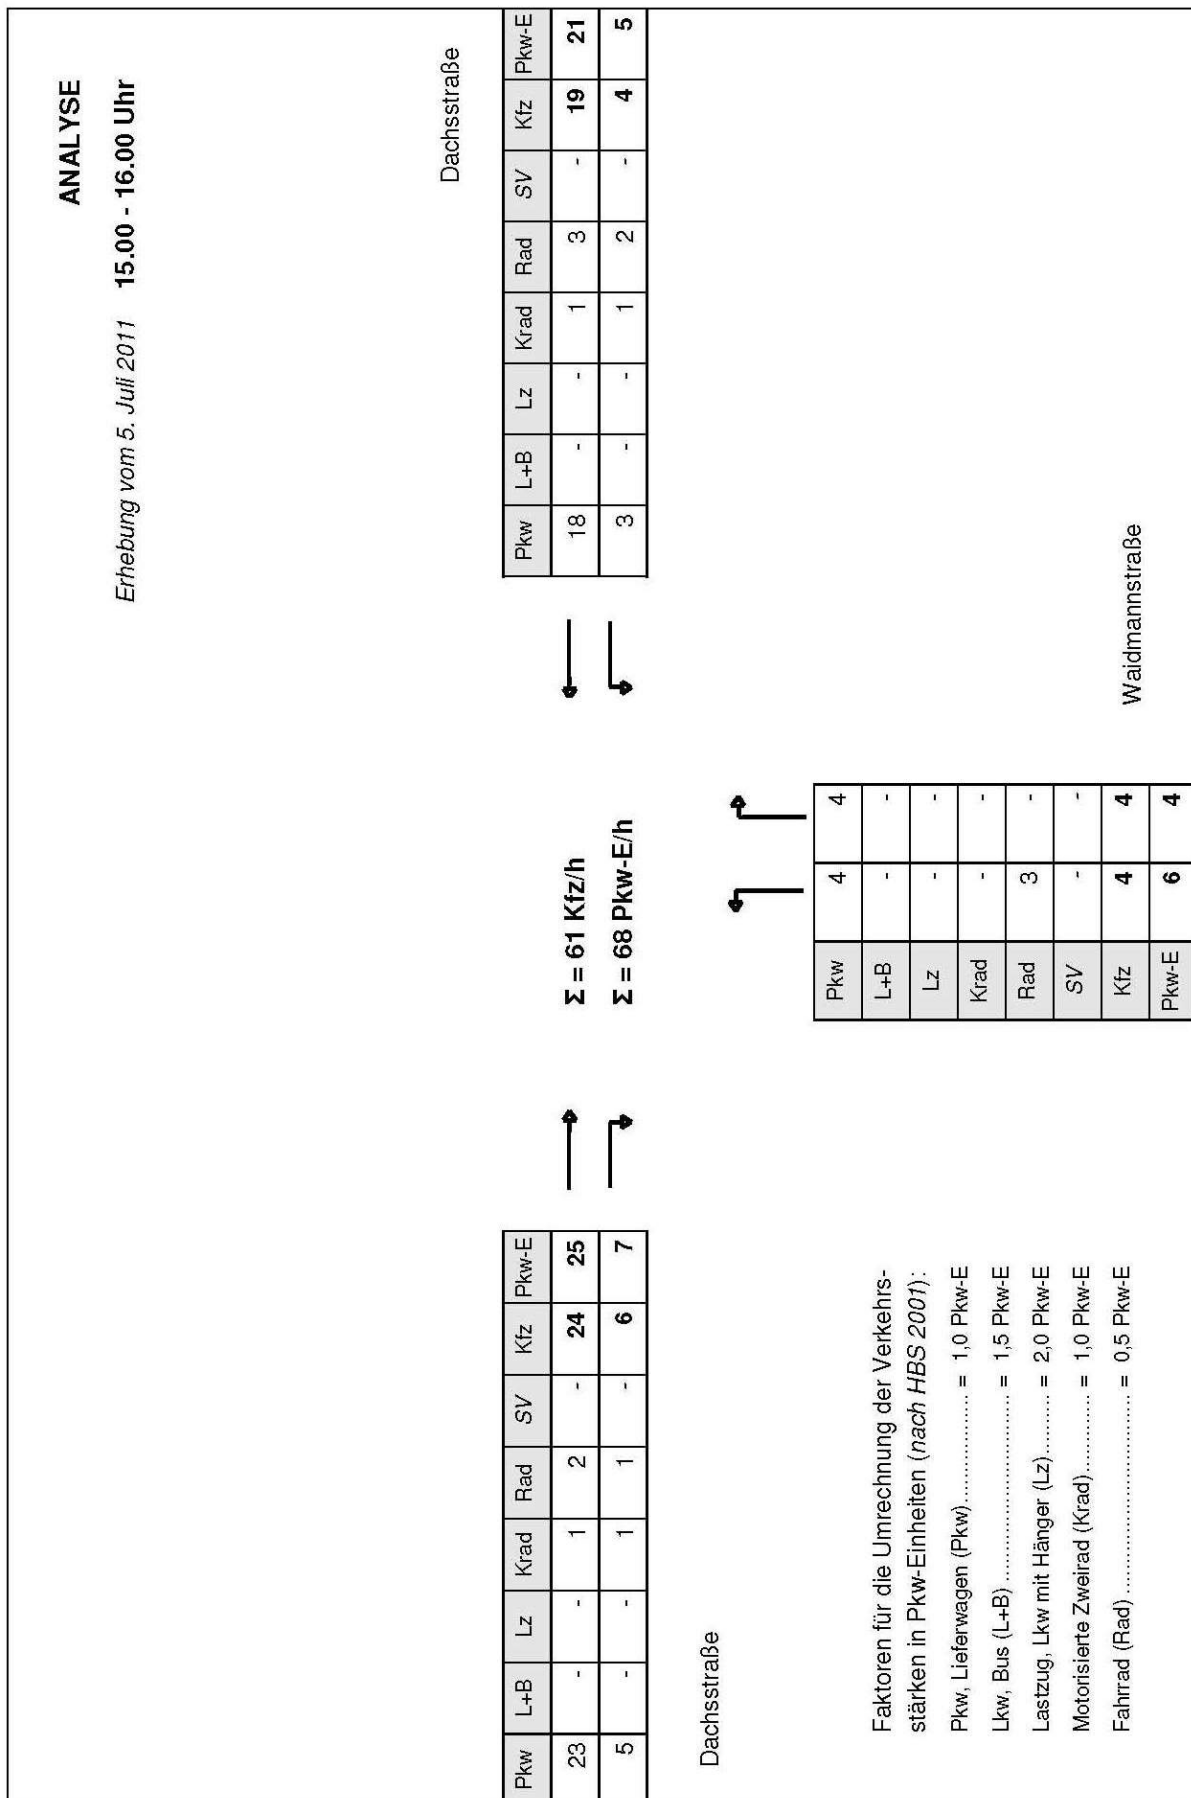 ANALYSE
Erhebung vom 5. Juli 2011 15.00 - 16.00 Uhr
Dachsstraße
Pkw L+B Lz Krad Rad SV Kfz Pkw-E
23 - - 1 2 - 24 25
5 - - 1 1 - 6 7
Σ = 61 Kfz/h
Σ = 68 Pkw-E/h
Pkw L+B Lz Krad Rad SV Kfz Pkw-E
18 - - 1 3 - 19 21
3 - - 1 2 - 4 5
Dachsstraße
Pkw 4 4
L+B - -
Lz - -
Krad - -
Rad 3 -
SV - -
Kfz 4 4
Pkw-E 6 4
Waidmannstraße
Faktoren für die Umrechnung der Verkehrs-
stärken in Pkw-Einheiten (nach HBS 2001):
Pkw, Lieferwagen (Pkw)................... = 1,0 Pkw-E
Lkw, Bus (L+B) ................................ = 1,5 Pkw-E
Lastzug, Lkw mit Hänger (Lz)........... = 2,0 Pkw-E
Motorisierte Zweirad (Krad)............. = 1,0 Pkw-E
Fahrrad (Rad) ................................... = 0,5 Pkw-E